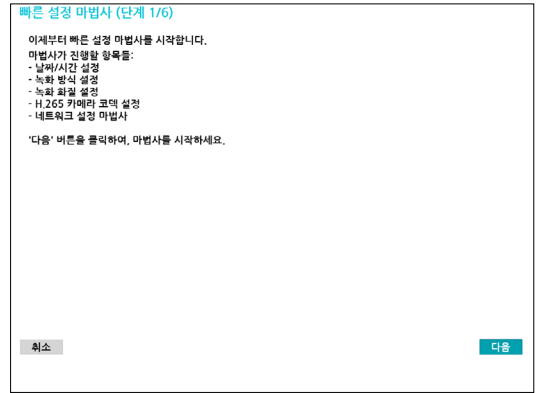 빠른 설정 마법사 (단계 1/6)
이제부터 빠른 설정 마법사를 시작합니다.
마법사가 진행할 항목들:
- 날짜/시간 설정
- 녹화 방식 설정
- 녹화 화질 설정
- H.265 카메라 코덱 설정
- 네트워크 설정 마법사
'다음' 버튼을 클릭하여, 마법사를 시작하세요.
취소
다음